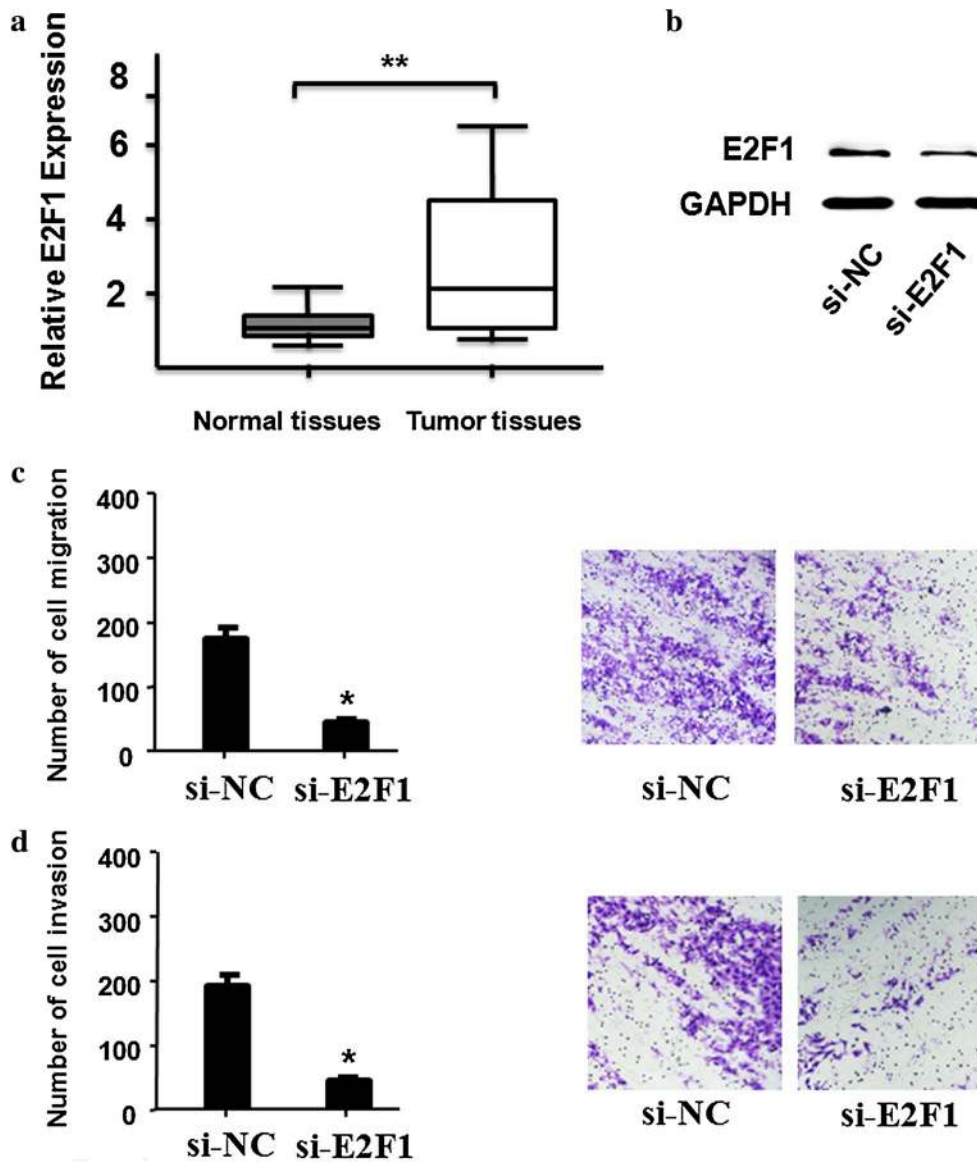 a
Relative E2F1 Expression
8
6
4
2
**
Normal tissues
Tumor tissues
b
E2F1
GAPDH
si-NC
si-E2F1
c
Number of cell migration
400
300
200
100
0
*
si-NC
si-E2F1
si-NC
si-E2F1
d
Number of cell invasion
400
300
200
100
0
*
si-NC
si-E2F1
si-NC
si-E2F1